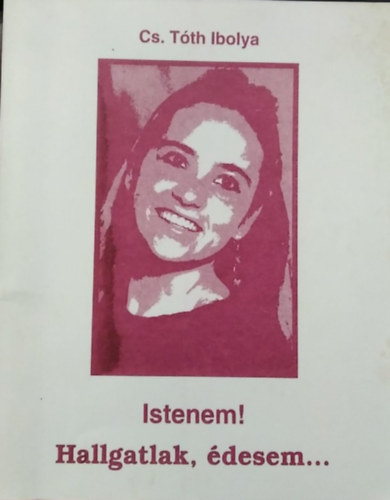 Cs. Tóth Ibolya
Istenem!
Hallgatlak, édesem...